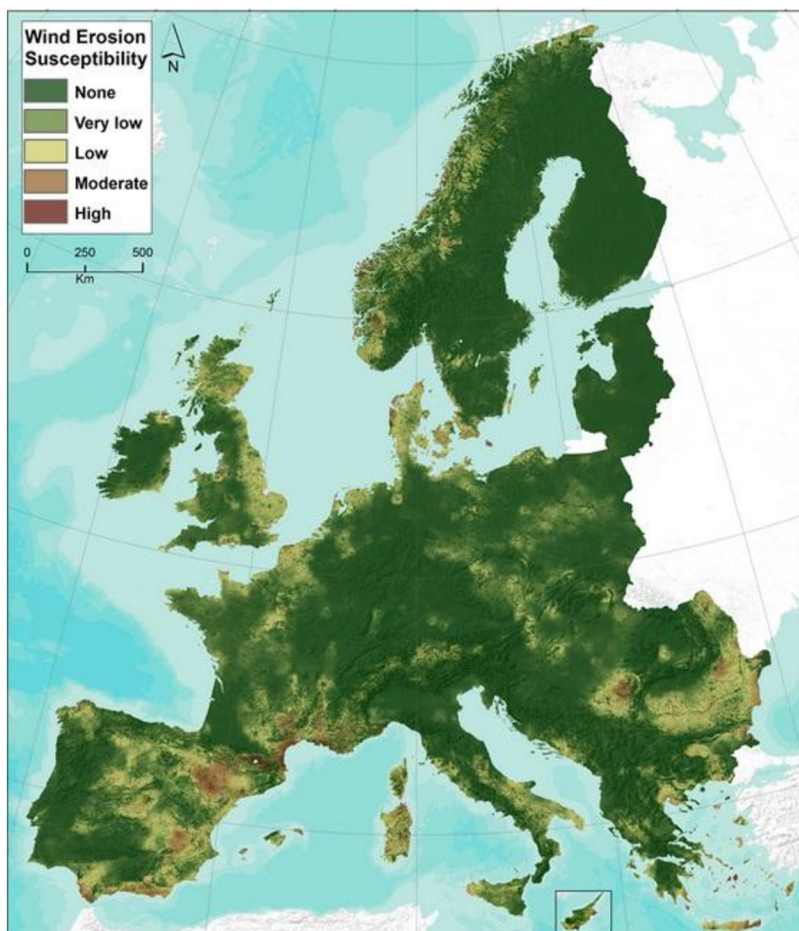 Wind Erosion
Susceptibility
N
None
Very low
Low
Moderate
High
0 250 500
Km